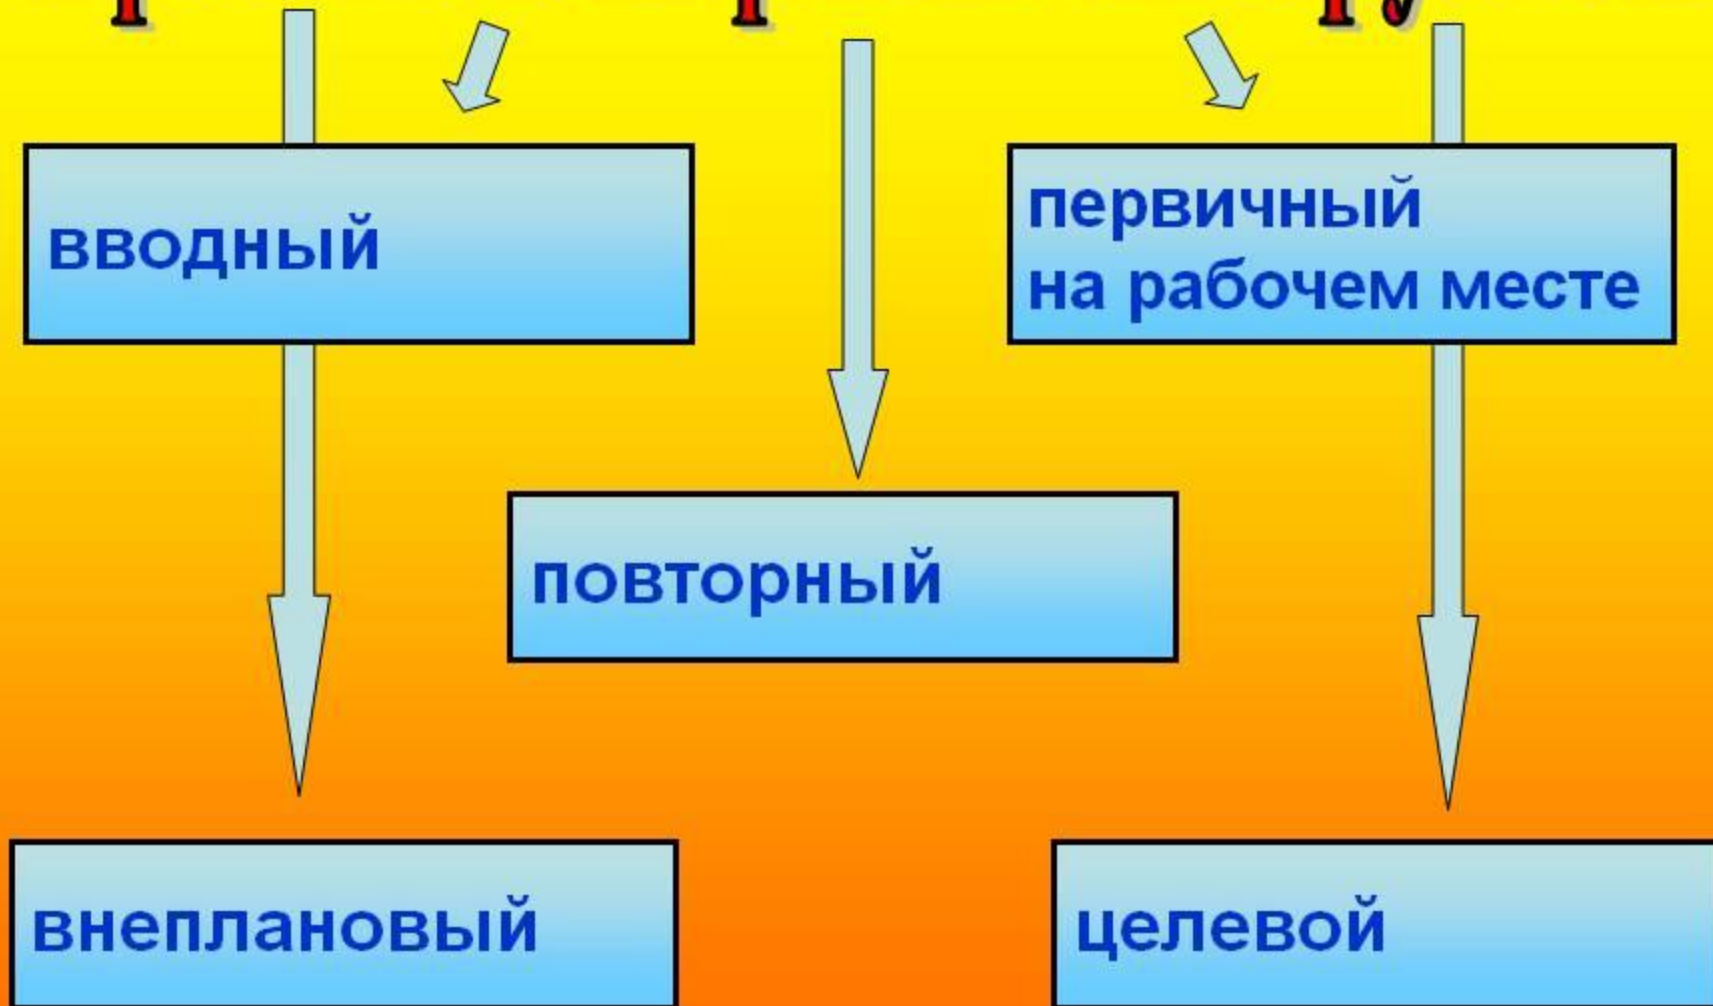 вводный
первичный
на рабочем месте
повторный
внеплановый
целевой